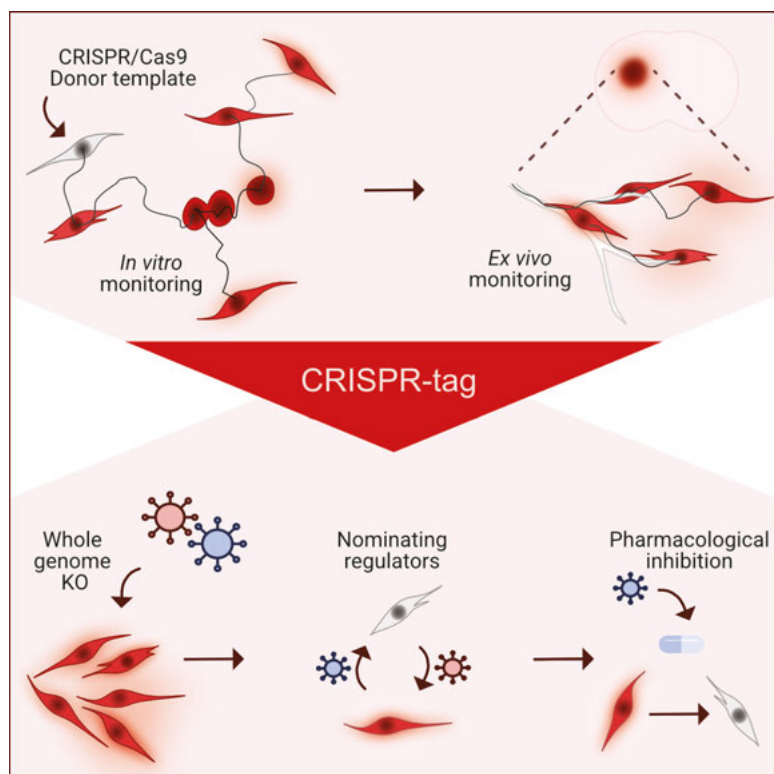 CRISPR/Cas9
Donor template
In vitro
monitoring
Ex vivo
monitoring
CRISPR-tag
Whole
genome
KO
Nominating
regulators
Pharmacological
inhibition